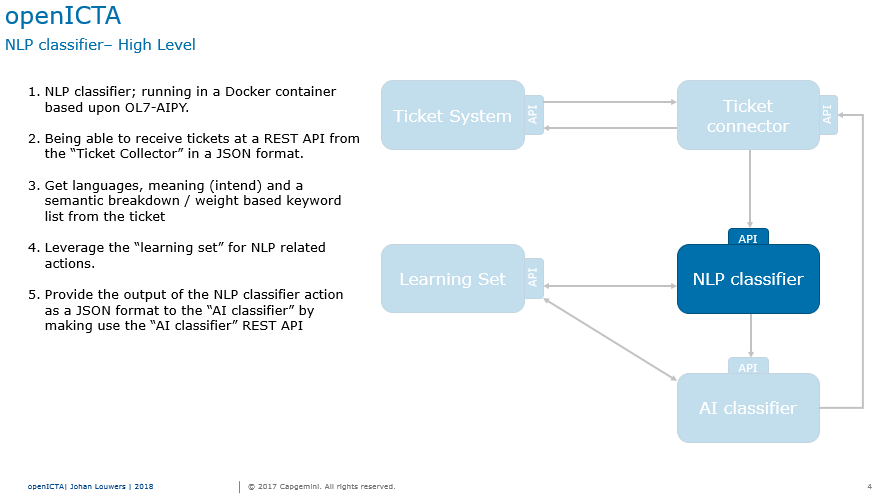 openICTA
NLP classifier– High Level
1. NLP classifier; running in a Docker container
based upon OL7-AIPY.
2. Being able to receive tickets at a REST API from
the “Ticket Collector” in a JSON format.
3. Get languages, meaning (intend) and a
semantic breakdown / weight based keyword
list from the ticket
4. Leverage the “learning set” for NLP related
actions.
5. Provide the output of the NLP classifier action
as a JSON format to the “AI classifier” by
making use the “AI classifier” REST API
Ticket System
API
Ticket
connector
API
API
NLP classifier
Learning Set
API
API
AI classifier
openICTA| Johan Louwers | 2018
© 2017 Capgemini. All rights reserved.
4